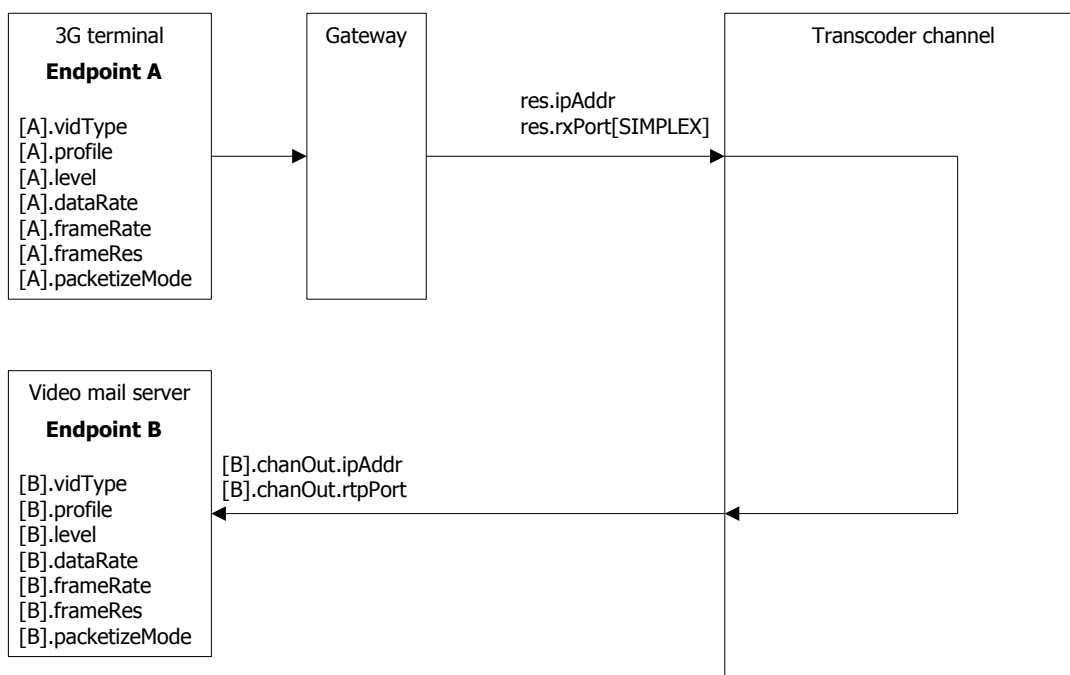 3G terminal
Endpoint A
[A].vidType
[A].profile
[A].level
[A].dataRate
[A].frameRate
[A].frameRes
[A].packetizeMode
Gateway
res.ipAddr
res.rxPort[SIMPLEX]
Transcoder channel
Video mail server
Endpoint B
[B].vidType
[B].profile
[B].level
[B].dataRate
[B].frameRate
[B].frameRes
[B].packetizeMode
[B].chanOut.ipAddr
[B].chanOut.rtpPort